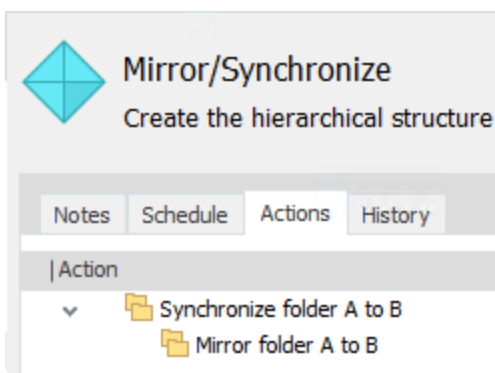 Mirror/Synchronize
Create the hierarchical structure
Notes Schedule Actions History
Action
Synchronize folder A to B
Mirror folder A to B